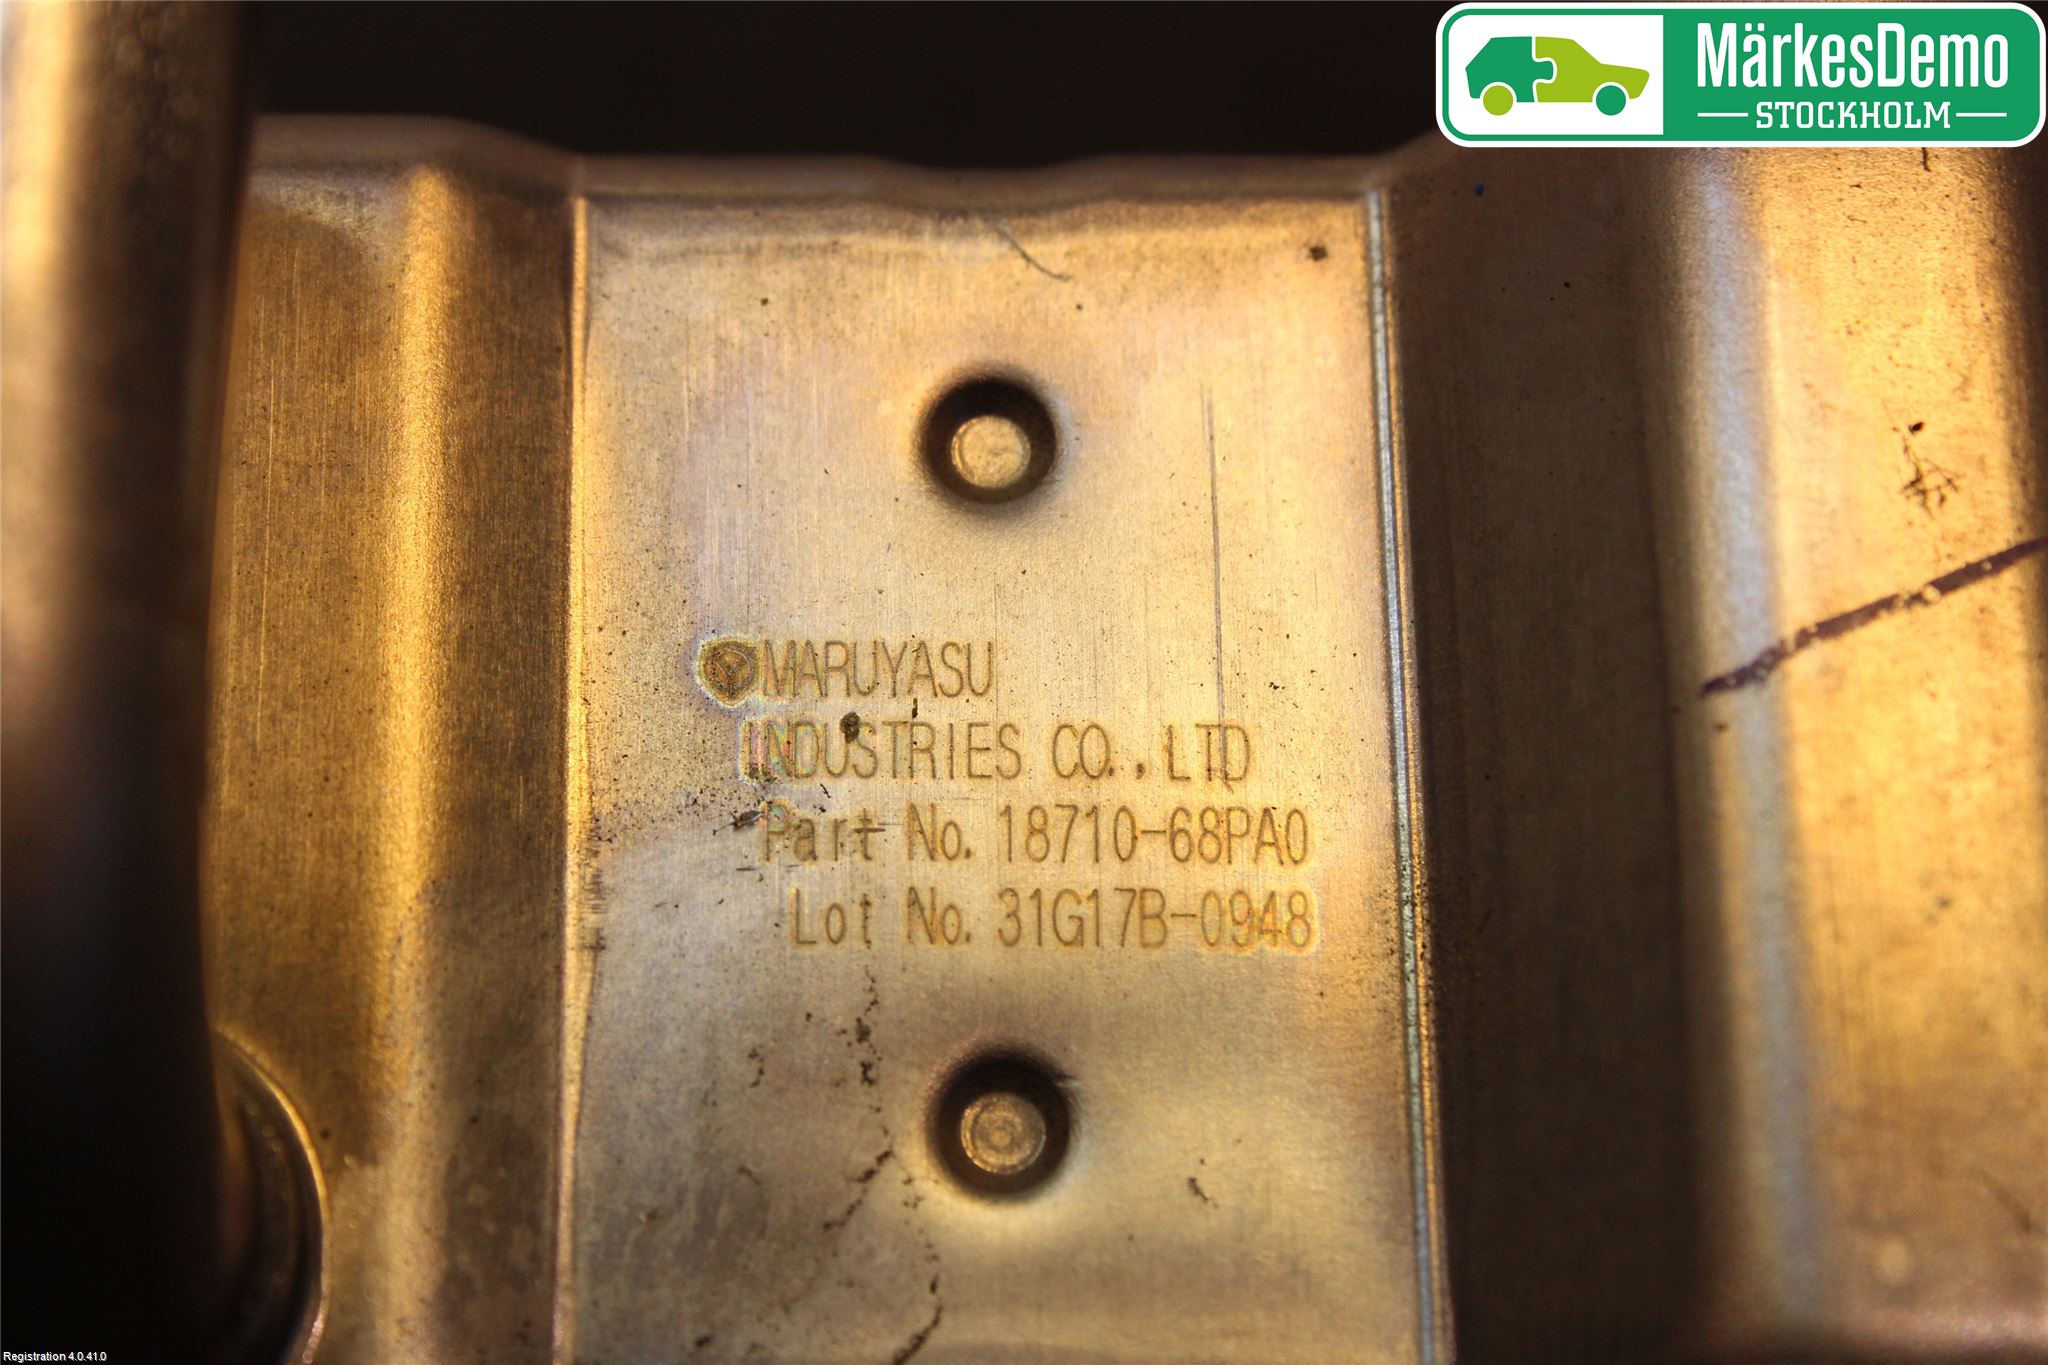 MärkesDemo
STOCKHOLM
MARUYASU
INDUSTRIES CO., LTD
Part No. 18710-68PA0
Lot No. 31G17B-0948
Registration 4.0.41.0